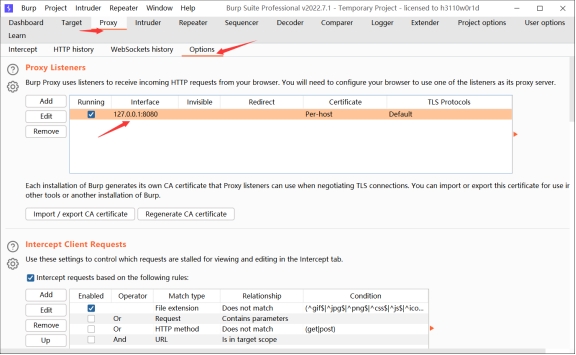 Burp Project Intruder Repeater Window Help Burp Suite Professional v2022.7.1 - Temporary Project - licensed to h3110w0r1d
Dashboard Target Proxy Intruder Repeater Sequencer Decoder Comparer Logger Extender Project options User options
Learn
Intercept HTTP history WebSockets history Options
Proxy Listeners
Burp Proxy uses listeners to receive incoming HTTP requests from your browser. You will need to configure your browser to use one of the listeners as its proxy server.
Add Running Interface Invisible Redirect Certificate TLS Protocols
Edit 127.0.0.1:8080 Per-host Default
Remove
Each installation of Burp generates its own CA certificate that Proxy listeners can use when negotiating TLS connections. You can import or export this certificate for use in
other tools or another installation of Burp.
Import / export CA certificate Regenerate CA certificate
Intercept Client Requests
Use these settings to control which requests are stalled for viewing and editing in the Intercept tab.
Intercept requests based on the following rules:
Add Enabled Operator Match type Relationship Condition
Edit File extension Does not match (^gif$|^jpg$|^png$|^css$|^js$|^ico...
Or Request Contains parameters
Remove Or HTTP method Does not match (get|post)
Up And URL Is in target scope